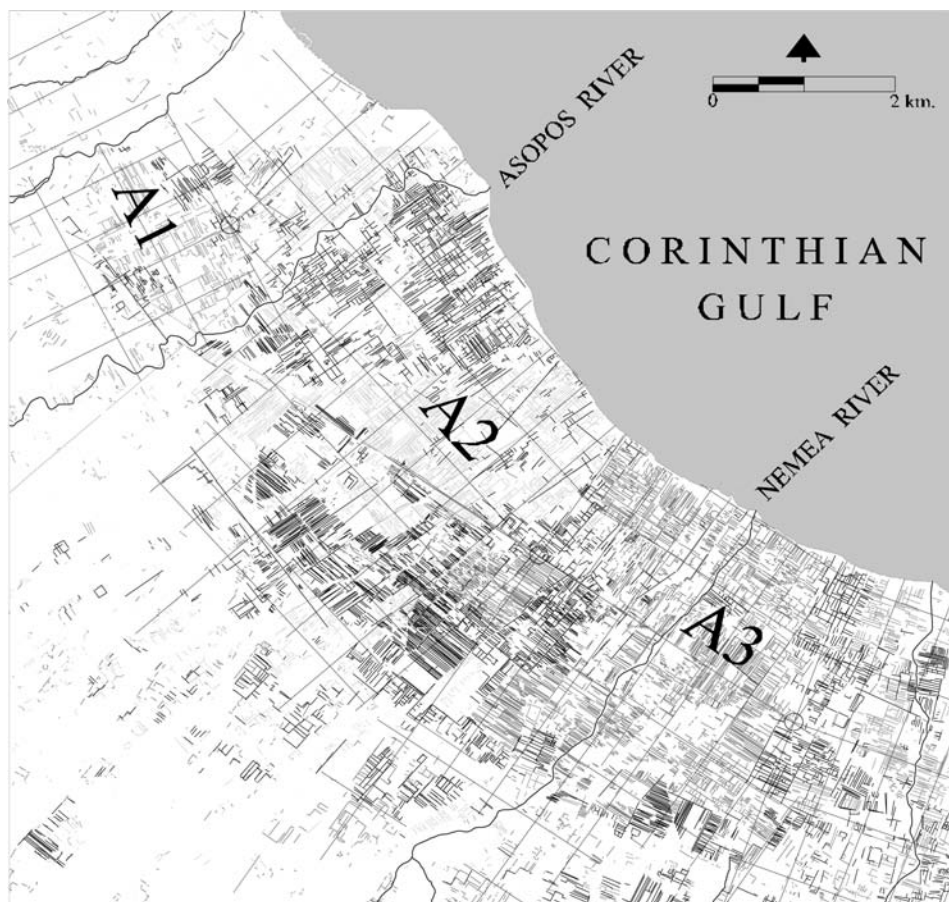 0
2 km.
ASOPOS RIVER
A1
CORINTHIAN
GULF
A2
NEMEA RIVER
A3